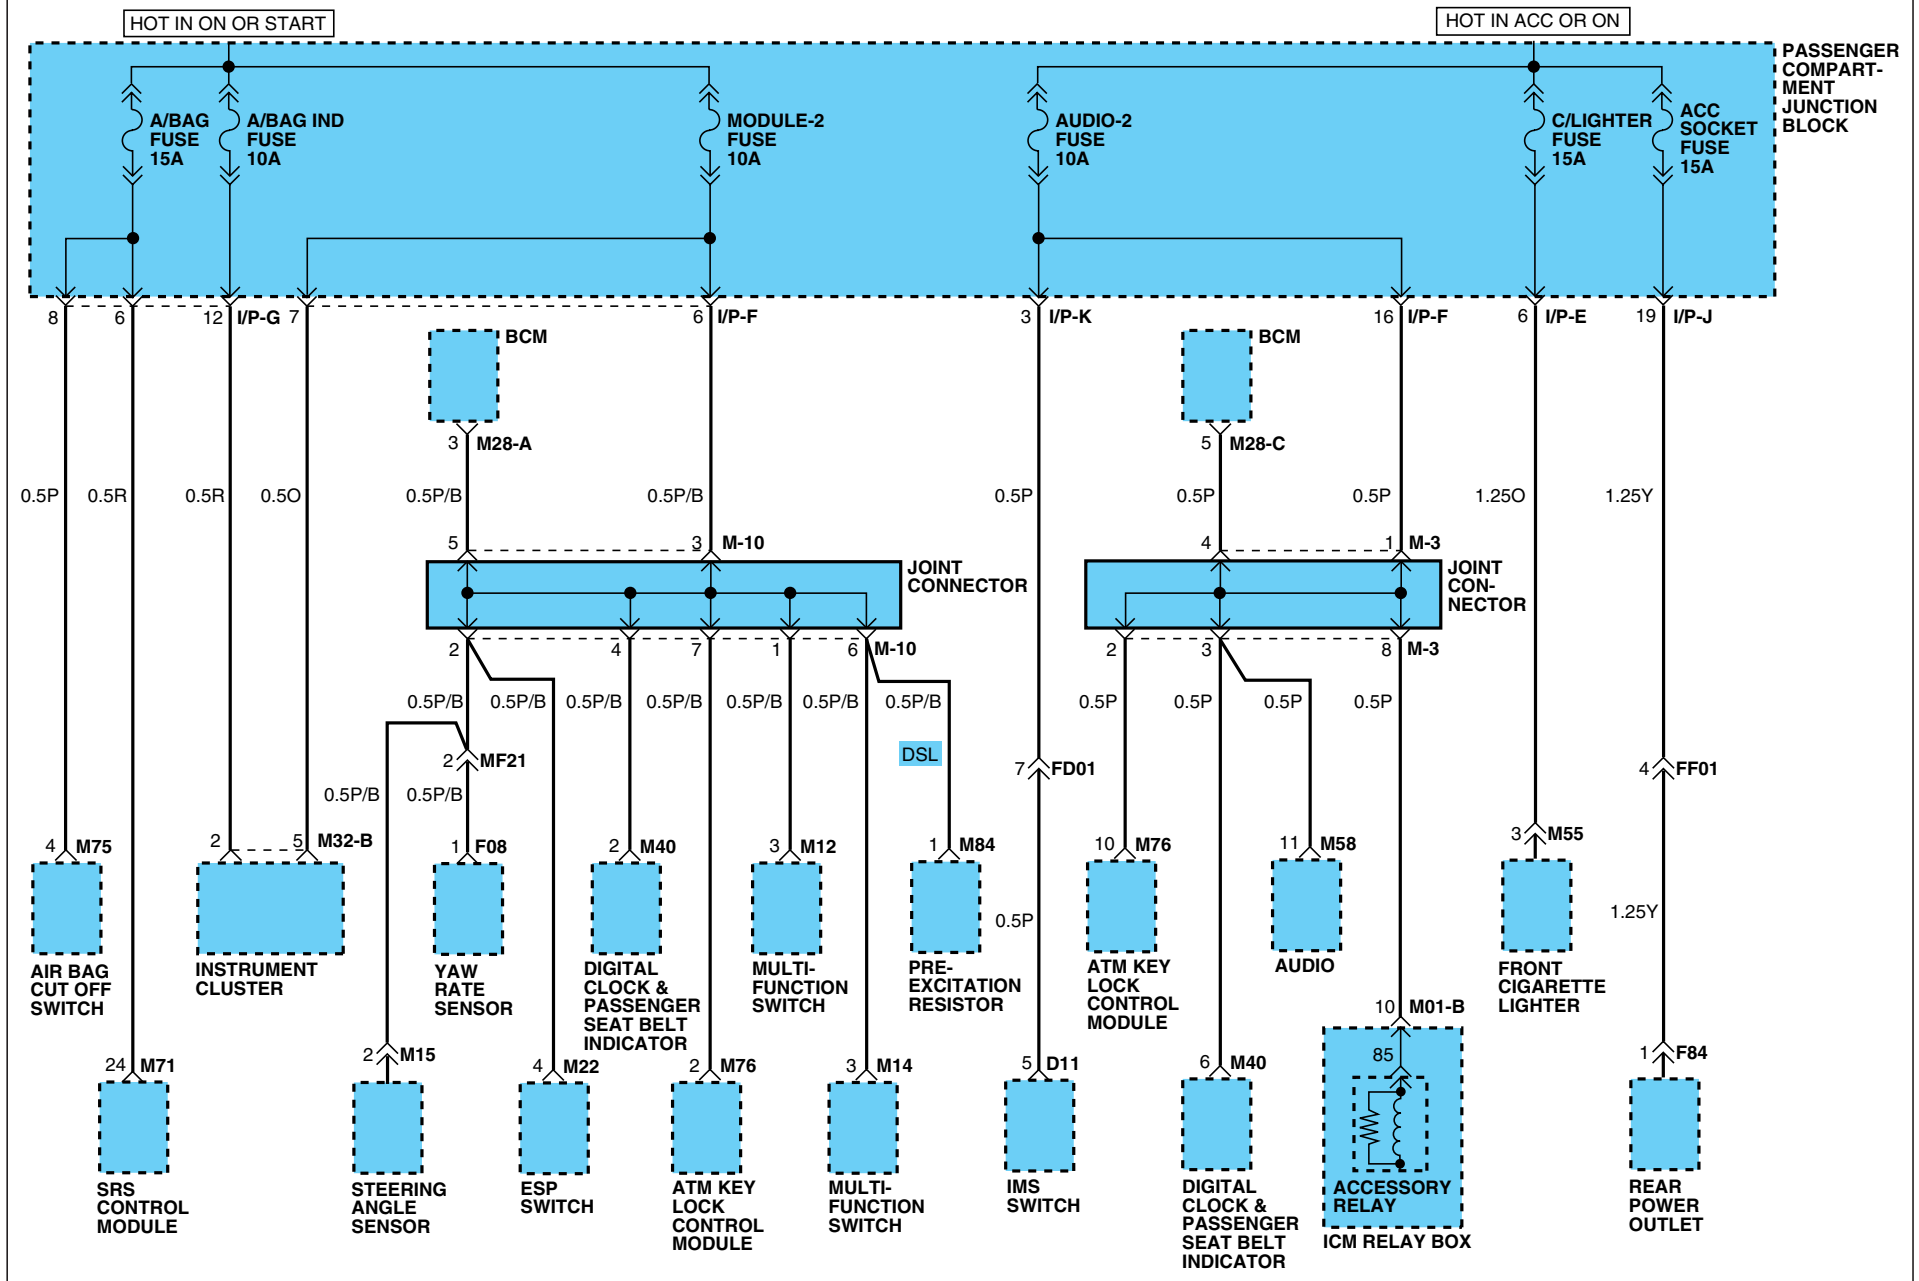 HOT IN ON OR START
HOT IN ACC OR ON
PASSENGER
COMPART-
MENT
JUNCTION
BLOCK
A/BAG
FUSE
15A
A/BAG IND
FUSE
10A
MODULE-2
FUSE
10A
AUDIO-2
FUSE
10A
C/LIGHTER
FUSE
15A
ACC
SOCKET
FUSE
15A
8 6 12 I/P-G 7 6 I/P-F 3 I/P-K 16 I/P-F 6 I/P-E 19 I/P-J
BCM
BCM
3 M28-A
5 M28-C
0.5P 0.5R 0.5R 0.5O 0.5P/B 0.5P/B 0.5P 0.5P 0.5P 1.25O 1.25Y
5 3 M-10 4 1 M-3
JOINT
CONNECTOR
JOINT
CON-
NECTOR
2 4 7 1 6 M-10 2 3 8 M-3
0.5P/B 0.5P/B 0.5P/B 0.5P/B 0.5P/B 0.5P/B 0.5P/B 0.5P 0.5P 0.5P 0.5P
DSL
2 MF21
7 FD01
4 FF01
0.5P/B 0.5P/B
4 M75
2 5 M32-B
1 F08
2 M40
3 M12
1 M84
10 M76
11 M58
3 M55
0.5P
1.25Y
AIR BAG
CUT OFF
SWITCH
INSTRUMENT
CLUSTER
YAW
RATE
SENSOR
DIGITAL
CLOCK &
PASSENGER
SEAT BELT
INDICATOR
MULTI-
FUNCTION
SWITCH
PRE-
EXCITATION
RESISTOR
ATM KEY
LOCK
CONTROL
MODULE
AUDIO
FRONT
CIGARETTE
LIGHTER
10 M01-B
85
24 M71
2 M15
4 M22
2 M76
3 M14
5 D11
6 M40
1 F84
SRS
CONTROL
MODULE
STEERING
ANGLE
SENSOR
ESP
SWITCH
ATM KEY
LOCK
CONTROL
MODULE
MULTI-
FUNCTION
SWITCH
IMS
SWITCH
DIGITAL
CLOCK &
PASSENGER
SEAT BELT
INDICATOR
ACCESSORY
RELAY
ICM RELAY BOX
REAR
POWER
OUTLET